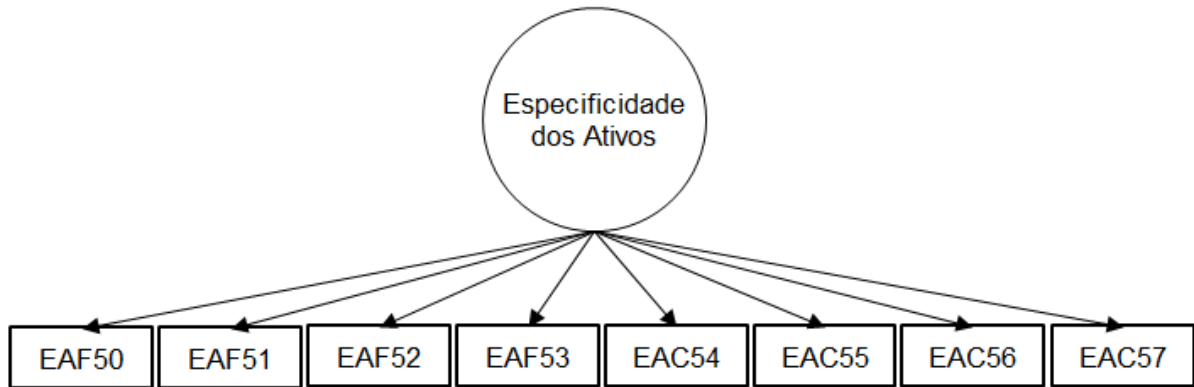 Especificidade
dos Ativos
EAF50 EAF51 EAF52 EAF53 EAC54 EAC55 EAC56 EAC57